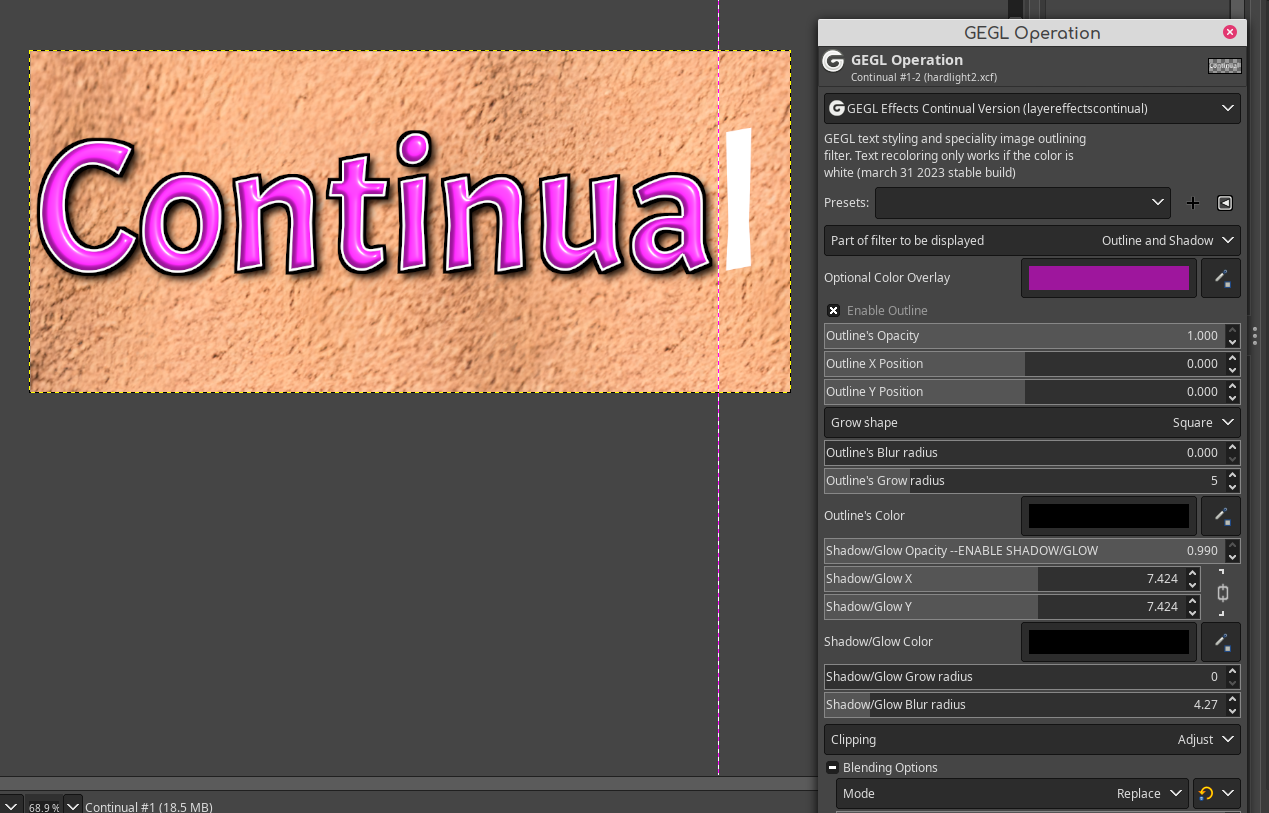 GEGL Operation
GEGL Operation
Continual #1-2 (hardlight2.xcf)
GEGL Effects Continual Version (layereffectscontinual)
GEGL text styling and speciality image outlining
filter. Text recoloring only works if the color is
white (march 31 2023 stable build)
Presets:
Part of filter to be displayed Outline and Shadow
Optional Color Overlay
Enable Outline
Outline's Opacity 1.000
Outline X Position 0.000
Outline Y Position 0.000
Grow shape Square
Outline's Blur radius 0.000
Outline's Grow radius 5
Outline's Color
Shadow/Glow Opacity --ENABLE SHADOW/GLOW 0.990
Shadow/Glow X 7.424
Shadow/Glow Y 7.424
Shadow/Glow Color
Shadow/Glow Grow radius 0
Shadow/Glow Blur radius 4.27
Clipping Adjust
Blending Options
Mode Replace
Continual
68.9 % Continual #1 (18.5 MB)